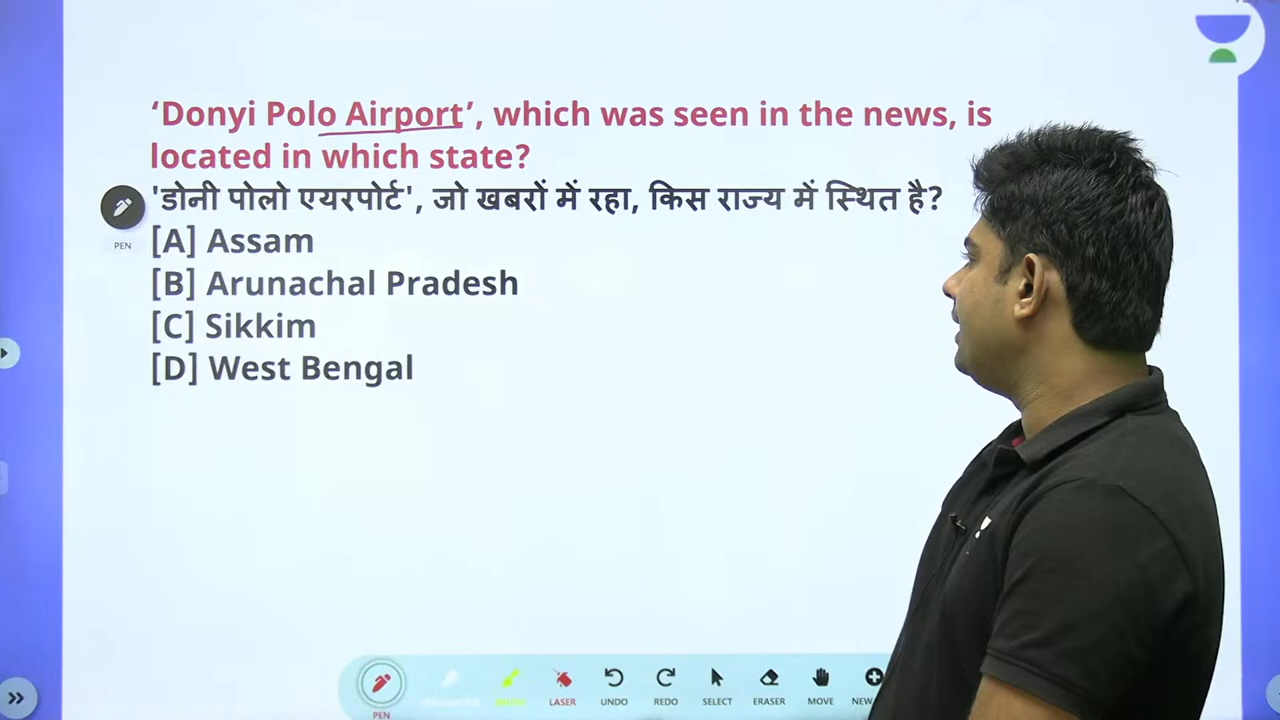 ‘Donyi Polo Airport’, which was seen in the news, is
located in which state?
'डोनी पोलो एयरपोर्ट', जो खबरों में रहा, किस राज्य में स्थित है?
[A] Assam
[B] Arunachal Pradesh
[C] Sikkim
[D] West Bengal
PEN
PEN
LASER
UNDO
REDO
SELECT
ERASER
MOVE
NEW